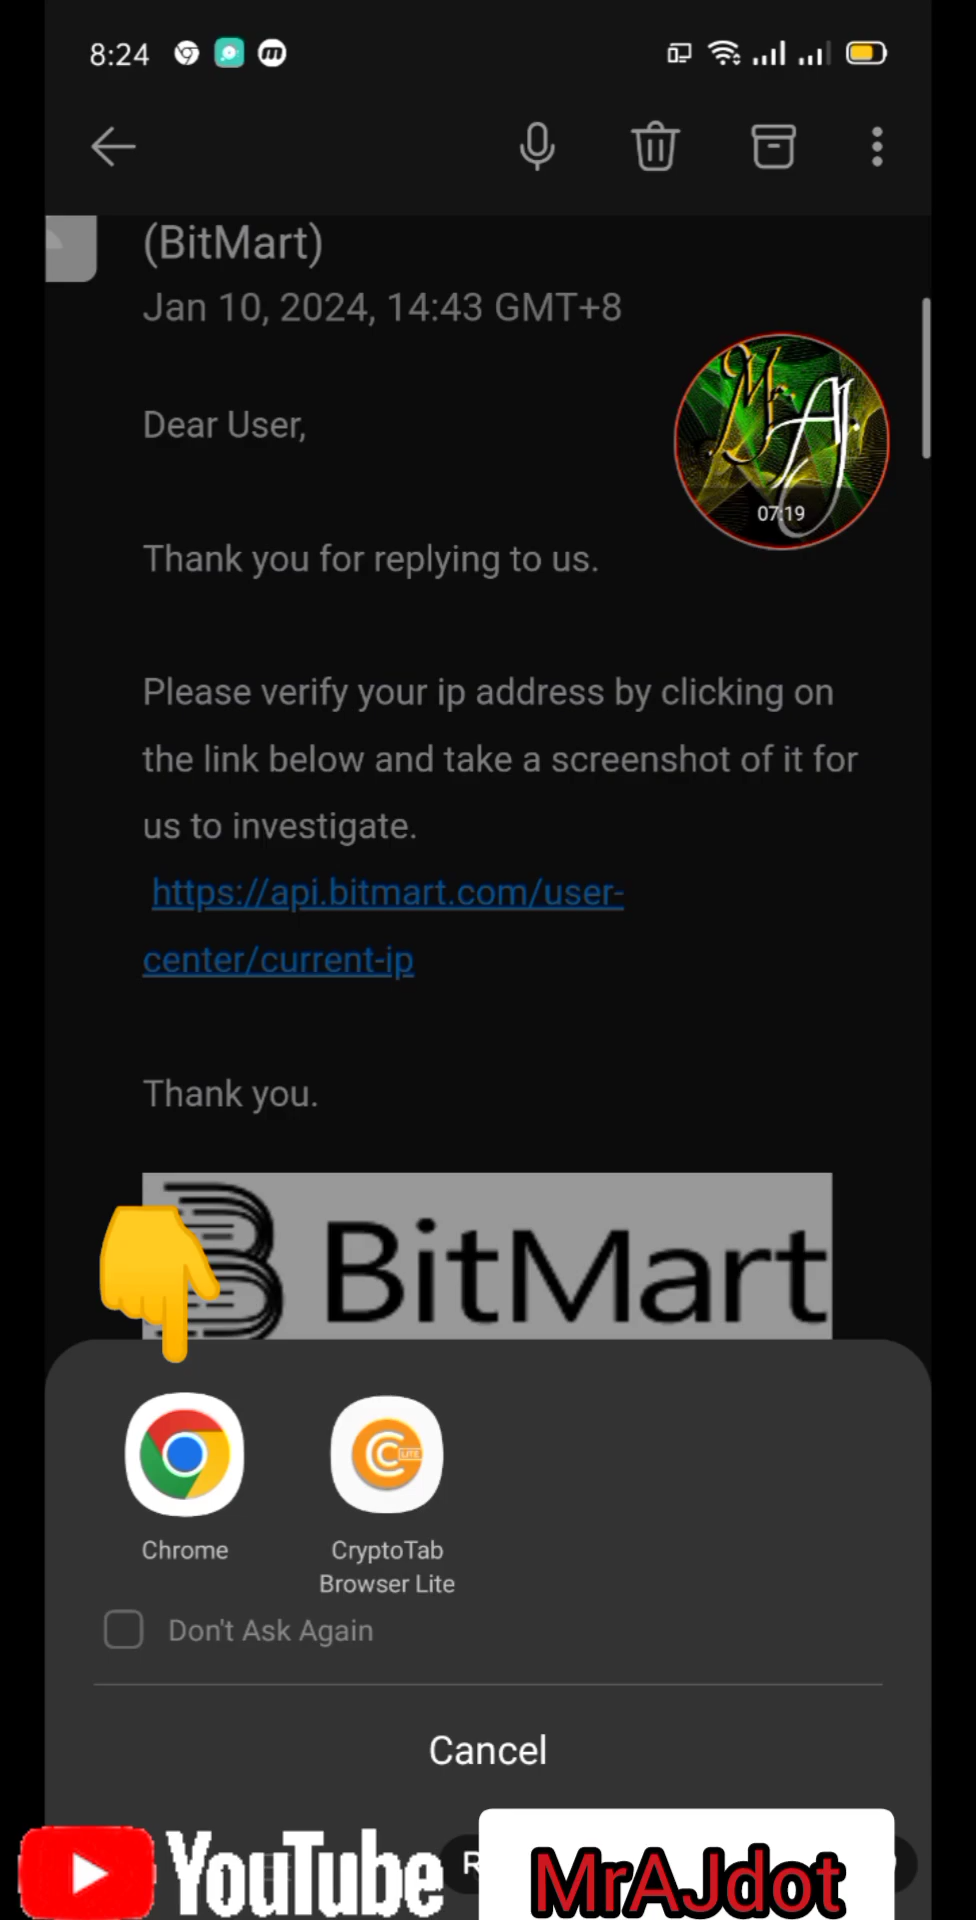 8:24
(BitMart)
Jan 10, 2024, 14:43 GMT+8
Dear User,
Mr. AJ.
07:19
Thank you for replying to us.
Please verify your ip address by clicking on
the link below and take a screenshot of it for
us to investigate.
https://api.bitmart.com/user-
center/current-ip
Thank you.
BitMart
LITE
Chrome
CryptoTab
Browser Lite
Don't Ask Again
Cancel
YouTube
MrAJdot